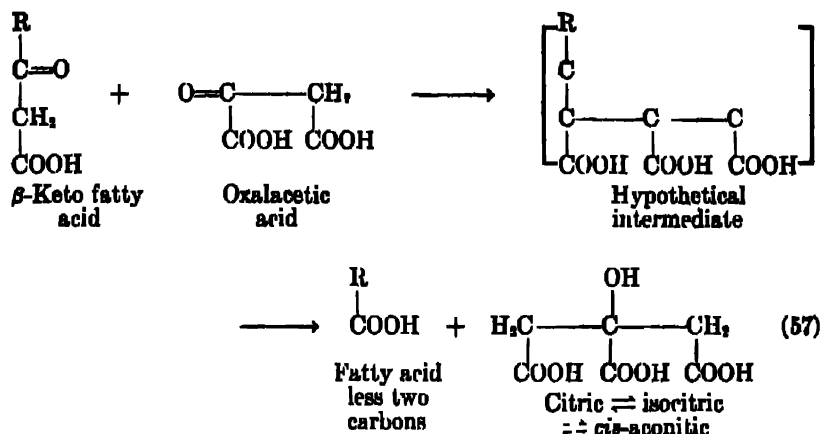 R R
C=O O=C CH₂ C
CH₂ + → C C C
COOH COOH COOH COOH COOH COOH
β-Keto fatty Oxalacetic Hypothetical
acid acid intermediate
R OH
→ COOH + H₂C C CH₂ (57)
COOH COOH COOH
Fatty acid
less two Citric ⇌ isocitric
carbons ⇌ cis-aconitic